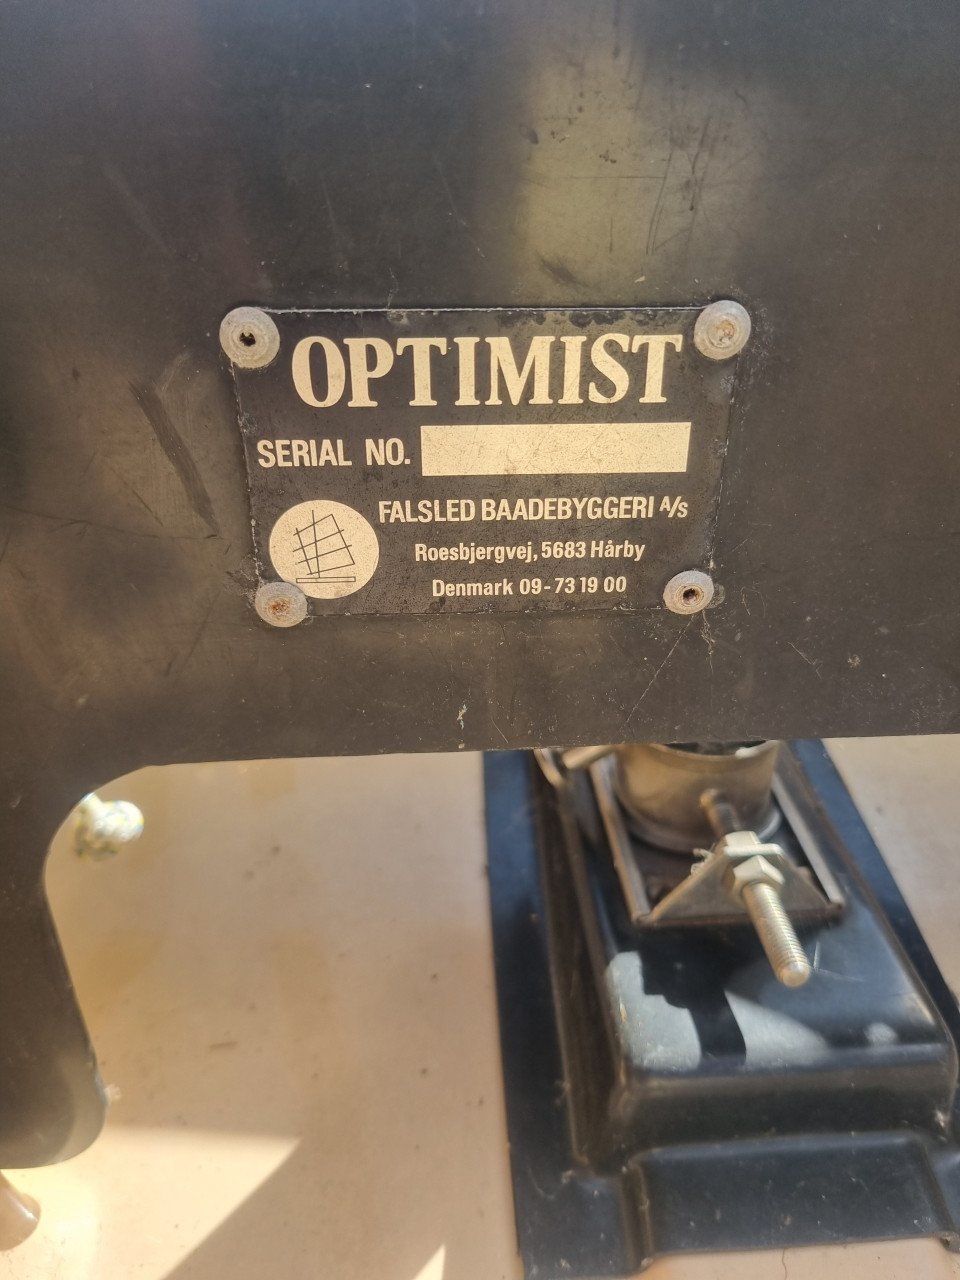 OPTIMIST
SERIAL NO.
FALSLED BAADEBYGGERI A/S
Roesbjergvej, 5683 Hårby
Denmark 09-73 19 00